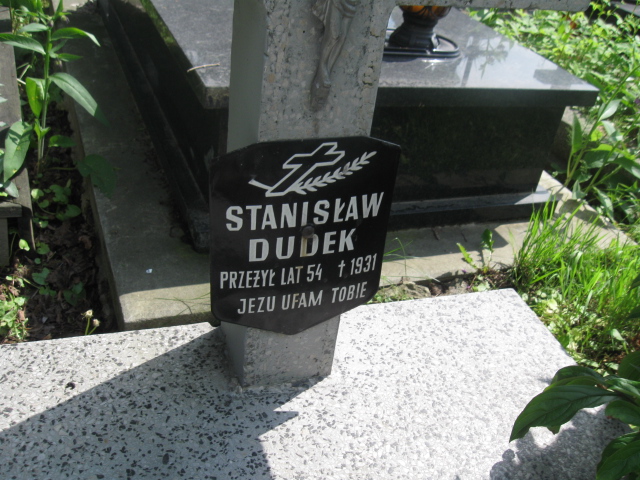 STANISŁAW
DUDEK
PRZEŻYŁ LAT 54 † 1931
JEZU UFAM TOBIE